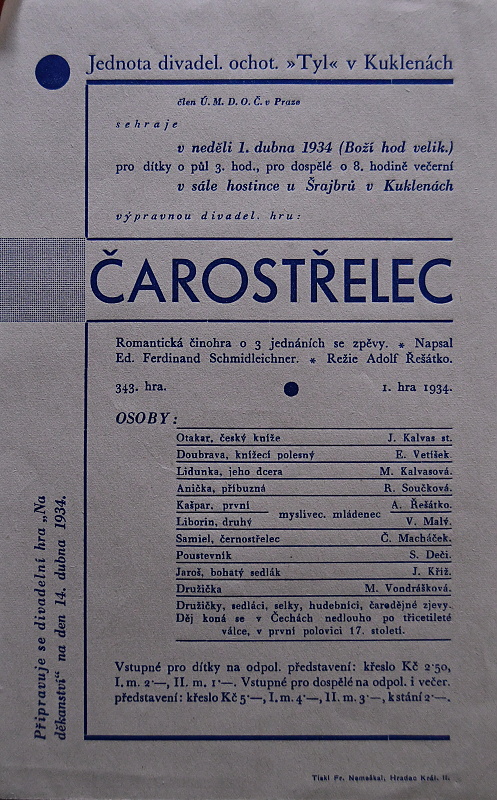 Jednota divadel. ochot. »Tyl« v Kuklenách
člen Ú. M. D. O. Č. v Praze
sehraje
v neděli 1. dubna 1934 (Boží hod velik.)
pro dítky o půl 3. hod., pro dospělé o 8. hodině večerní
v sále hostince u Šrajbrů v Kuklenách
výpravnou divadel. hru:
ČAROSTŘELEC
Romantická činohra o 3 jednáních se zpěvy. * Napsal
Ed. Ferdinand Schmidleichner. * Režie Adolf Řešátko.
343. hra. ● 1. hra 1934.
OSOBY:
Otakar, český kníže J. Kalvas st.
Doubrava, knížecí polesný E. Vetišek.
Lidunka, jeho dcera M. Kalvasová.
Anička, příbuzná R. Součková.
Kašpar, první A. Řešátko.
myslivec. mládenec
Liborin, druhý V. Malý.
Samiel, černostřelec Č. Macháček.
Poustevník S. Deči.
Jaroš, bohatý sedlák J. Kříž.
Družička M. Vondrášková.
Družičky, sedláci, selky, hudebníci, čarodějné zjevy.
Děj koná se v Čechách nedlouho po třicetileté
válce, v první polovici 17. století.
Vstupné pro dítky na odpol. představení: křeslo Kč 2·50,
I. m. 2·—, II. m. 1·—. Vstupné pro dospělé na odpol. i večer.
představení: křeslo Kč 5·—, I. m. 4·—, II. m. 3·—, k stání 2·—.
Připravuje se divadelní hra „Na
děkanství" na den 14. dubna 1934.
Tiskl Fr. Nemaškal, Hradec Král. II.